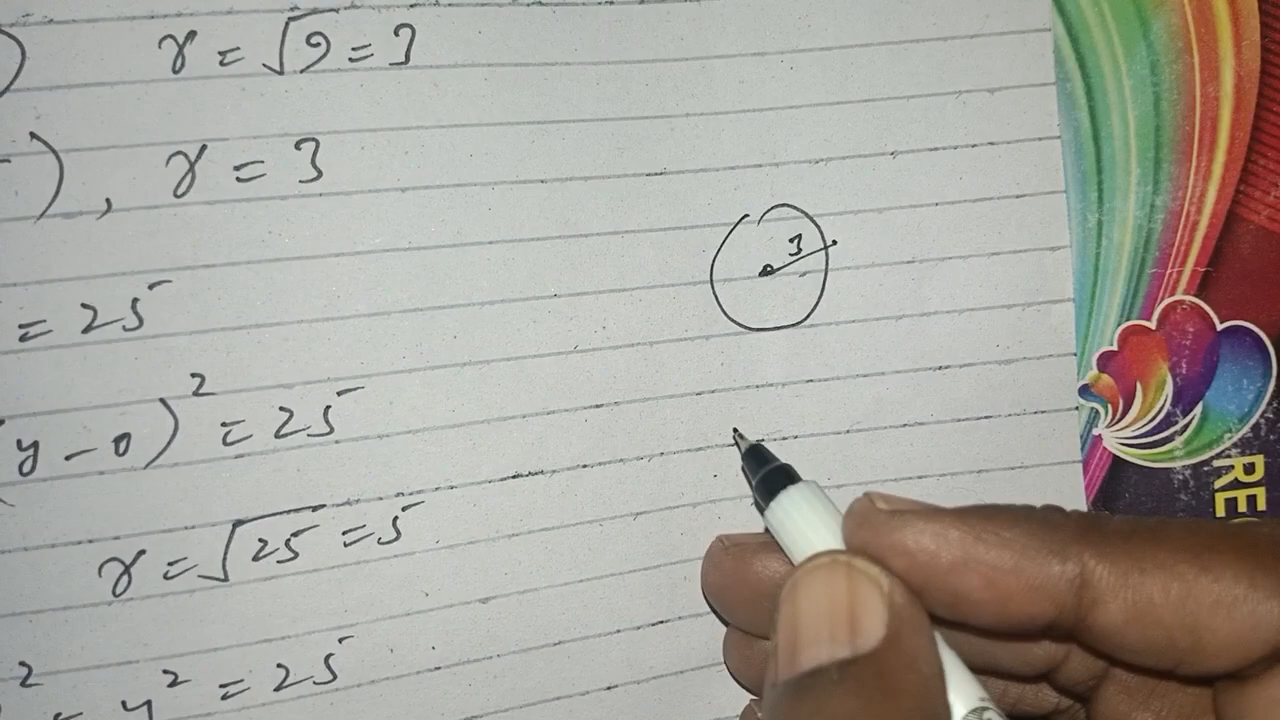 ) r = √9 = 3
), r = 3
3
= 25
(y - 0)² = 25
r = √25 = 5
² + y² = 25
RE